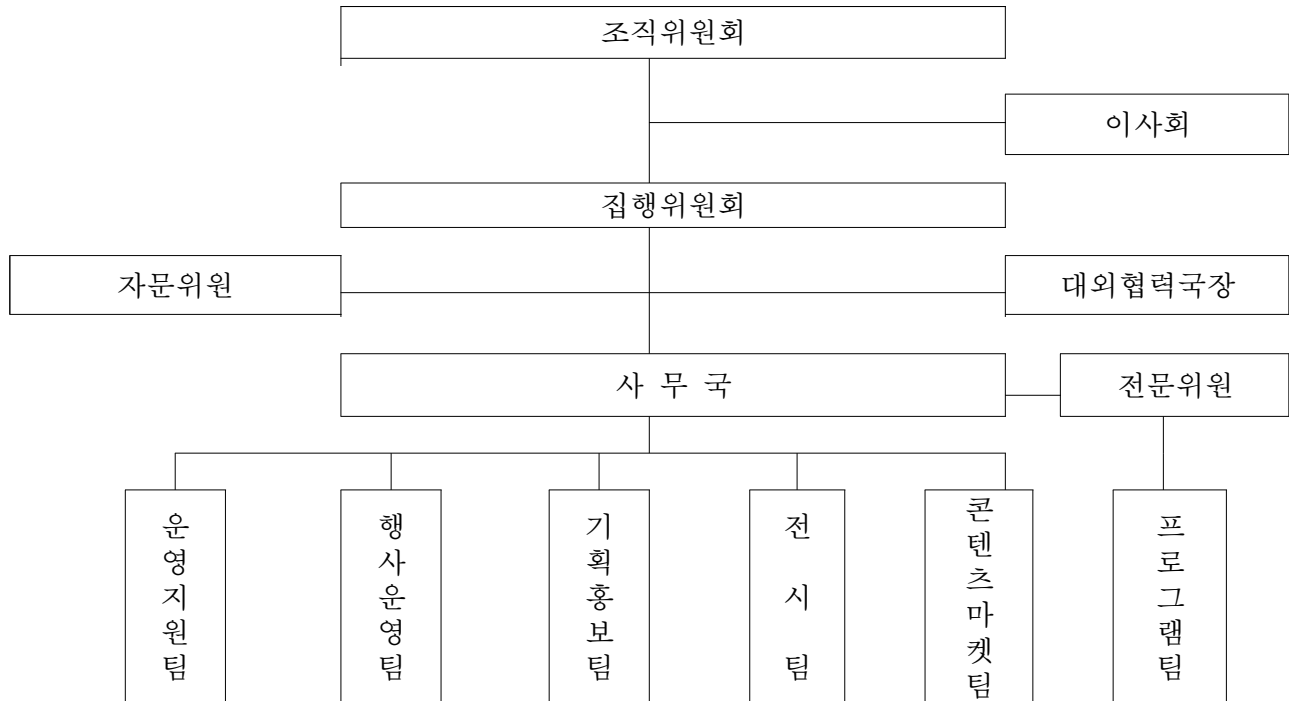 조직위원회
이사회
집행위원회
자문위원
대외협력국장
사 무 국
전문위원
운영지원팀
행사운영팀
기획홍보팀
전 시 팀
콘텐츠마켓팀
프로그램팀